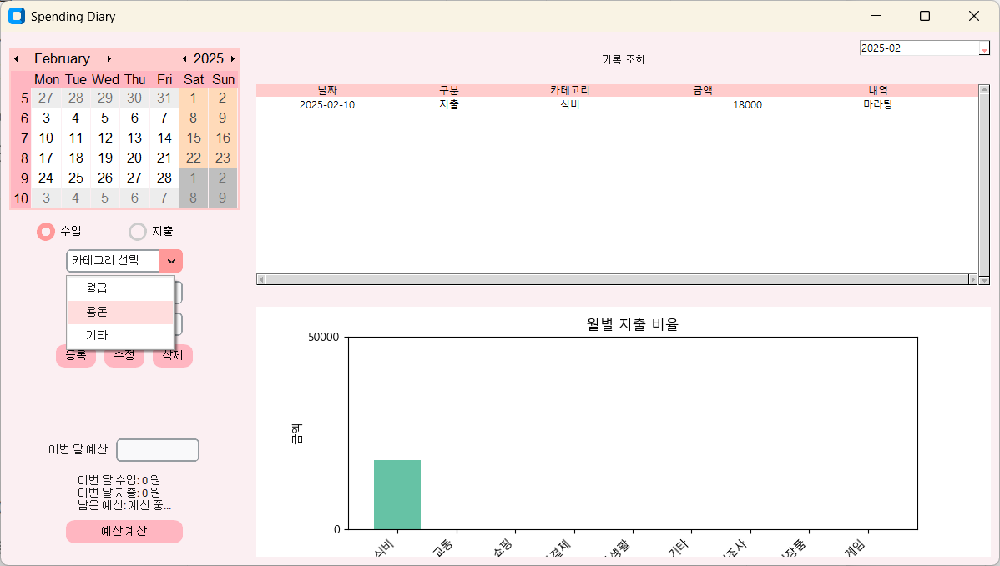 Spending Diary
February 2025
Mon Tue Wed Thu Fri Sat Sun
5 27 28 29 30 31 1 2
6 3 4 5 6 7 8 9
7 10 11 12 13 14 15 16
8 17 18 19 20 21 22 23
9 24 25 26 27 28 1 2
10 3 4 5 6 7 8 9
수입 지출
카테고리 선택
월급
용돈
기타
등록 수정 삭제
이번 달 예산
이번 달 수입: 0 원
이번 달 지출: 0 원
남은 예산: 계산 중...
예산 계산
2025-02
기록 조회
날짜 구분 카테고리 금액 내역
2025-02-10 지출 식비 18000 마라탕
월별 지출 비율
50000
금액
0
식비 교통 쇼핑 결제 생활 기타 조사 장품 게임